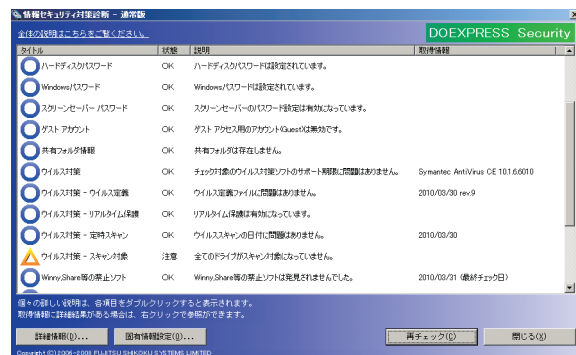 情報セキュリティ対策診断 - 通常版
全体の説明はこちらをご覧ください。
DOEXPRESS Security
タイトル 状態 説明 取得情報
ハードディスクパスワード OK ハードディスクパスワードは設定されています。
Windowsパスワード OK Windowsパスワードは設定されています。
スクリーンセーバー パスワード OK スクリーンセーバーのパスワード設定は有効になっています。
ゲスト アカウント OK ゲスト アクセス用のアカウント(Guest)は無効です。
共有フォルダ情報 OK 共有フォルダは存在しません。
ウイルス対策 OK チェック対象のウイルス対策ソフトのサポート期限に問題はありません。 Symantec AntiVirus CE 10.1.6.6010
ウイルス対策 - ウイルス定義 OK ウイルス定義ファイルに問題はありません。 2010/03/30 rev.9
ウイルス対策 - リアルタイム保護 OK リアルタイム保護は有効になっています。
ウイルス対策 - 定時スキャン OK ウイルススキャンの日付に問題はありません。 2010/03/30
ウイルス対策 - スキャン対象 注意 全てのドライブがスキャン対象になっていません。
Winny,Share等の禁止ソフト OK Winny,Share等の禁止ソフトは発見されませんでした。 2010/03/31 (最終チェック日)
個々の詳しい説明は、各項目をダブルクリックすると表示されます。
取得情報に詳細結果がある場合は、右クリックで参照ができます。
詳細情報(D)... 固有情報設定(O)... 再チェック(C) 閉じる(X)
Copyright (C)2006-2008 FUJITSU SHIKOKU SYSTEMS LIMITED